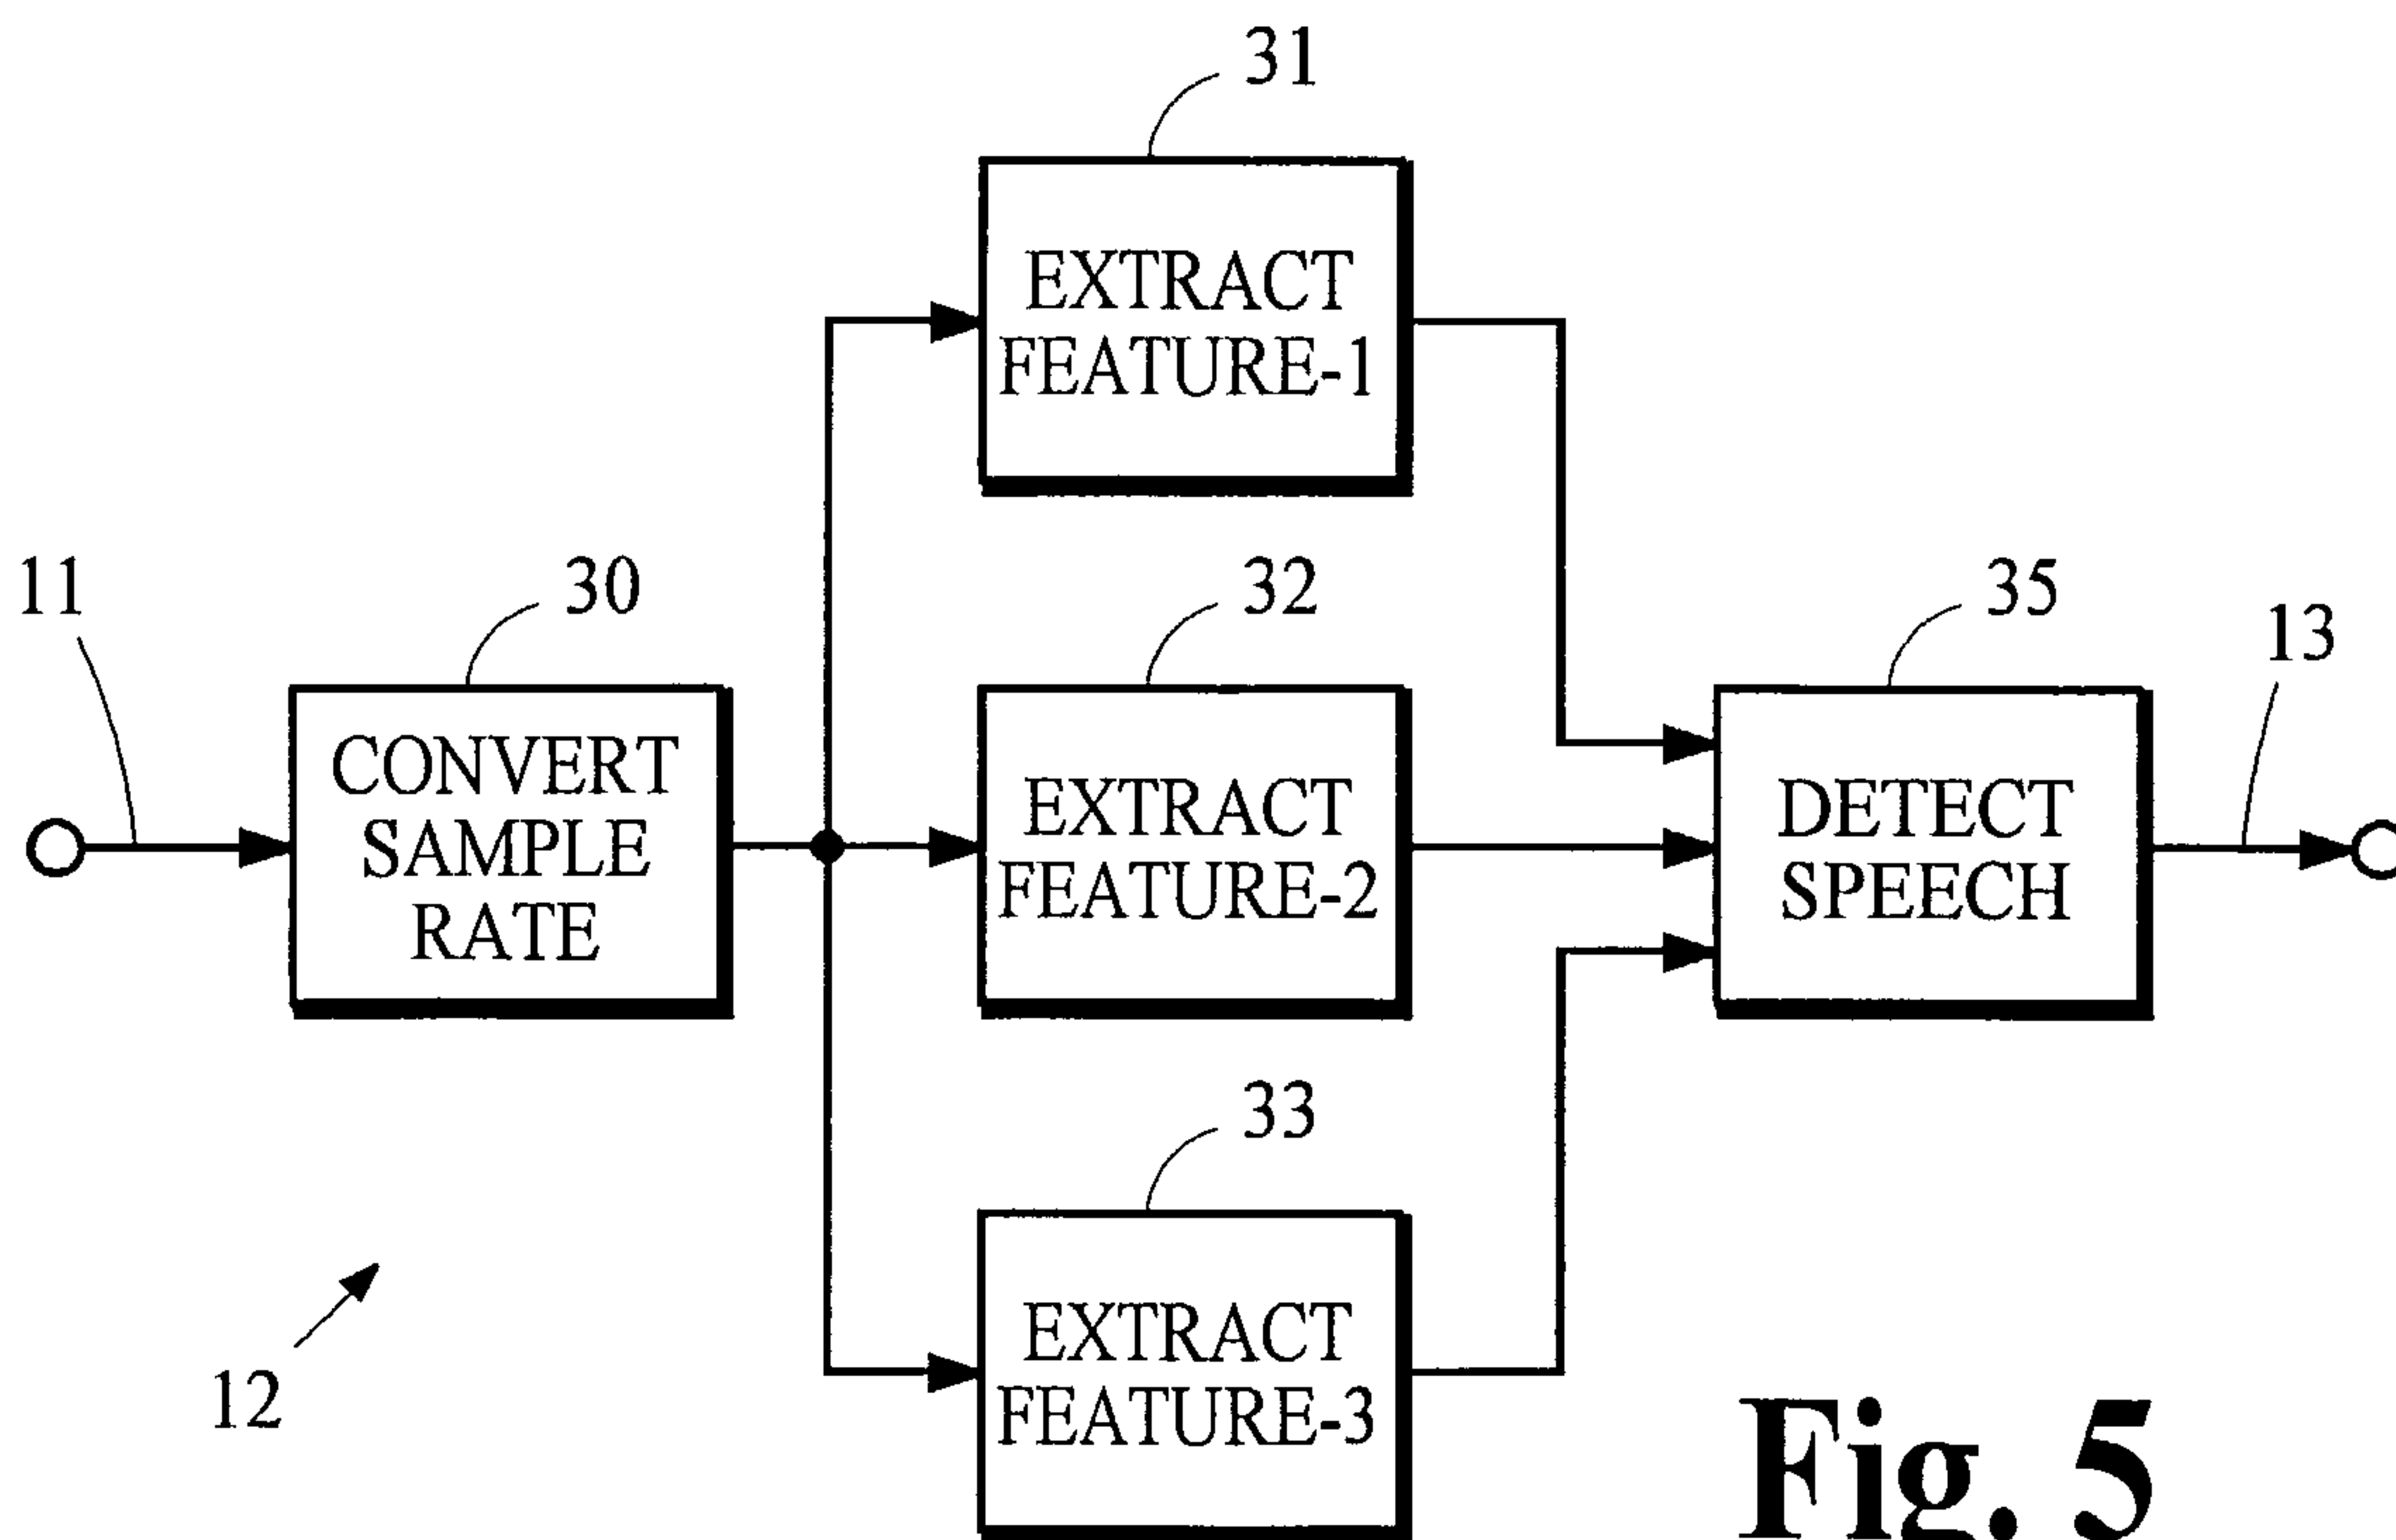 31
EXTRACT
FEATURE-1
11
30
32
35
13
CONVERT
SAMPLE
RATE
EXTRACT
FEATURE-2
DETECT
SPEECH
33
12
EXTRACT
FEATURE-3
Fig. 5